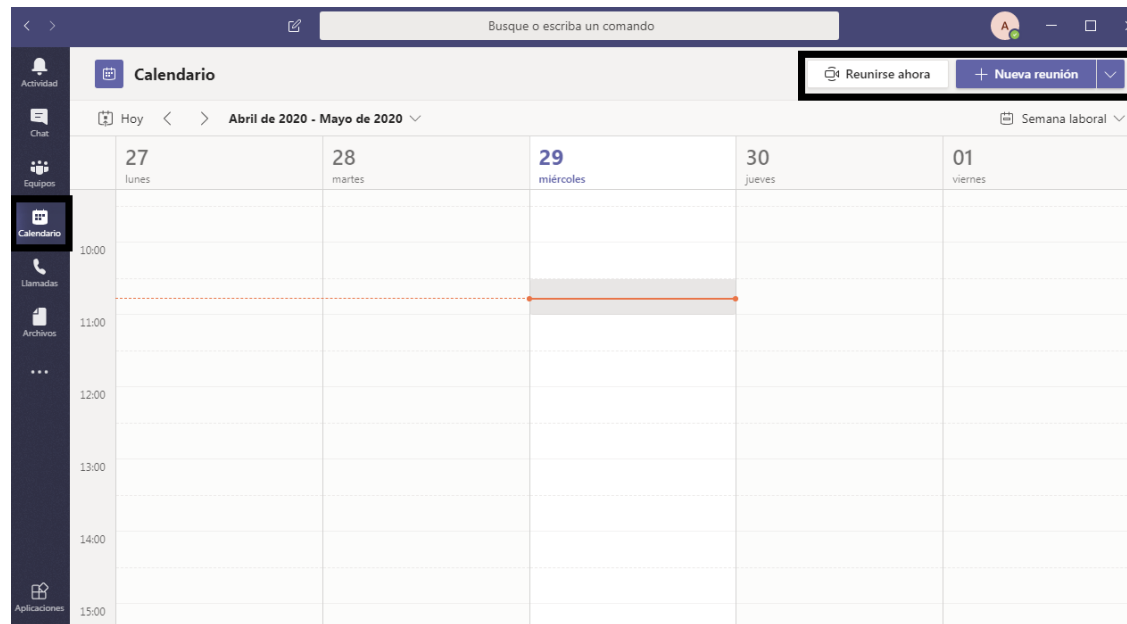 Busque o escriba un comando
A
Actividad
Chat
Equipos
Calendario
Llamadas
Archivos
Aplicaciones
Calendario
Reunirse ahora
Nueva reunión
Hoy
Abril de 2020 - Mayo de 2020
Semana laboral
27
lunes
28
martes
29
miércoles
30
jueves
01
viernes
10:00
11:00
12:00
13:00
14:00
15:00